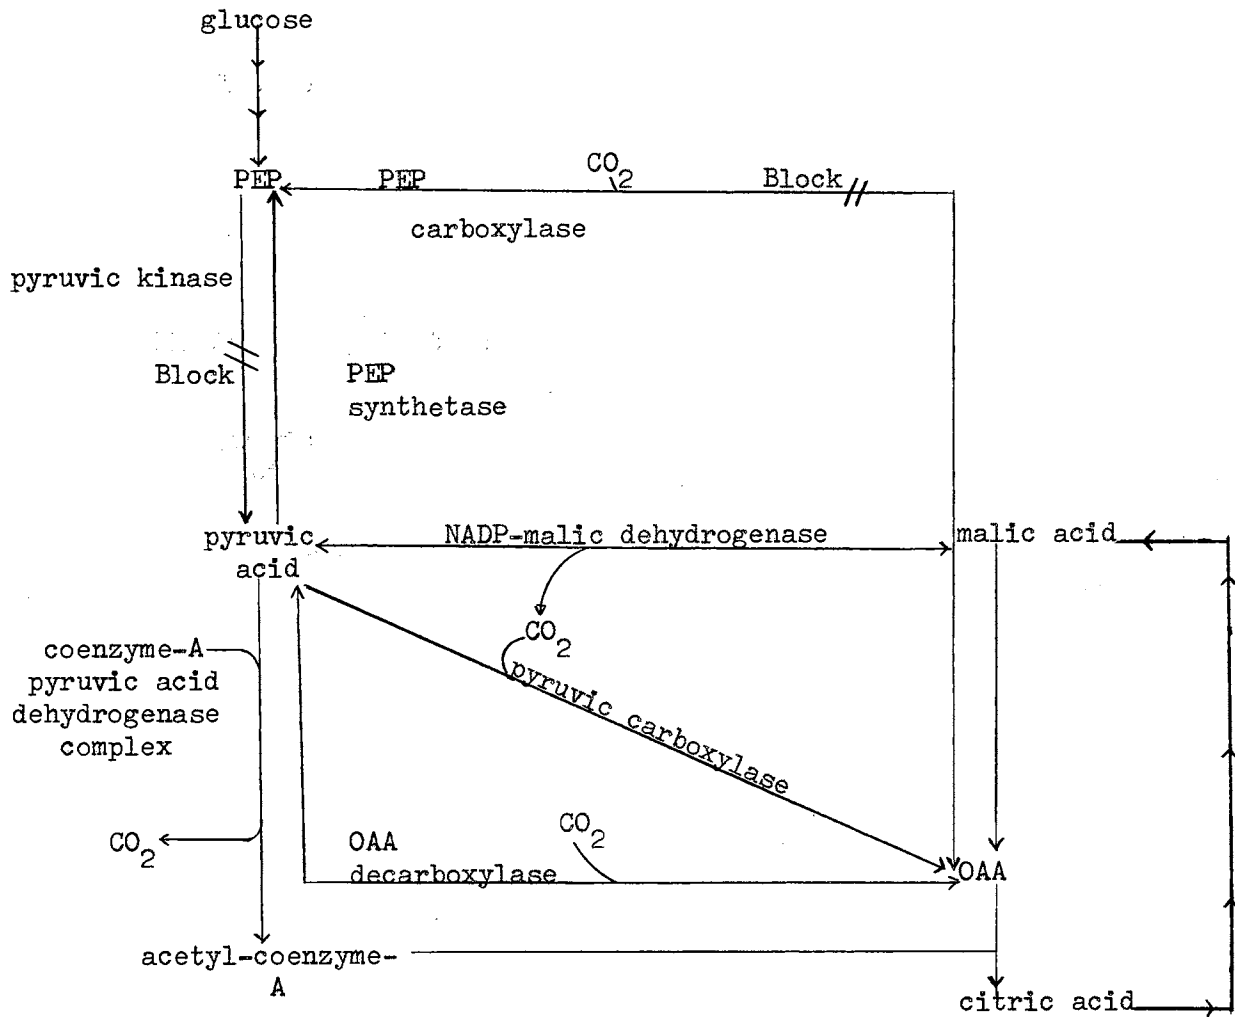 glucose
CO2
PEP
PEP
Block
carboxylase
pyruvic kinase
Block
PEP
synthetase
pyruvic
acid
NADP-malic dehydrogenase
malic acid
CO2
coenzyme-A
pyruvic acid
dehydrogenase
complex
pyruvic carboxylase
CO2
CO2
OAA
decarboxylase
OAA
acetyl-coenzyme-
A
citric acid